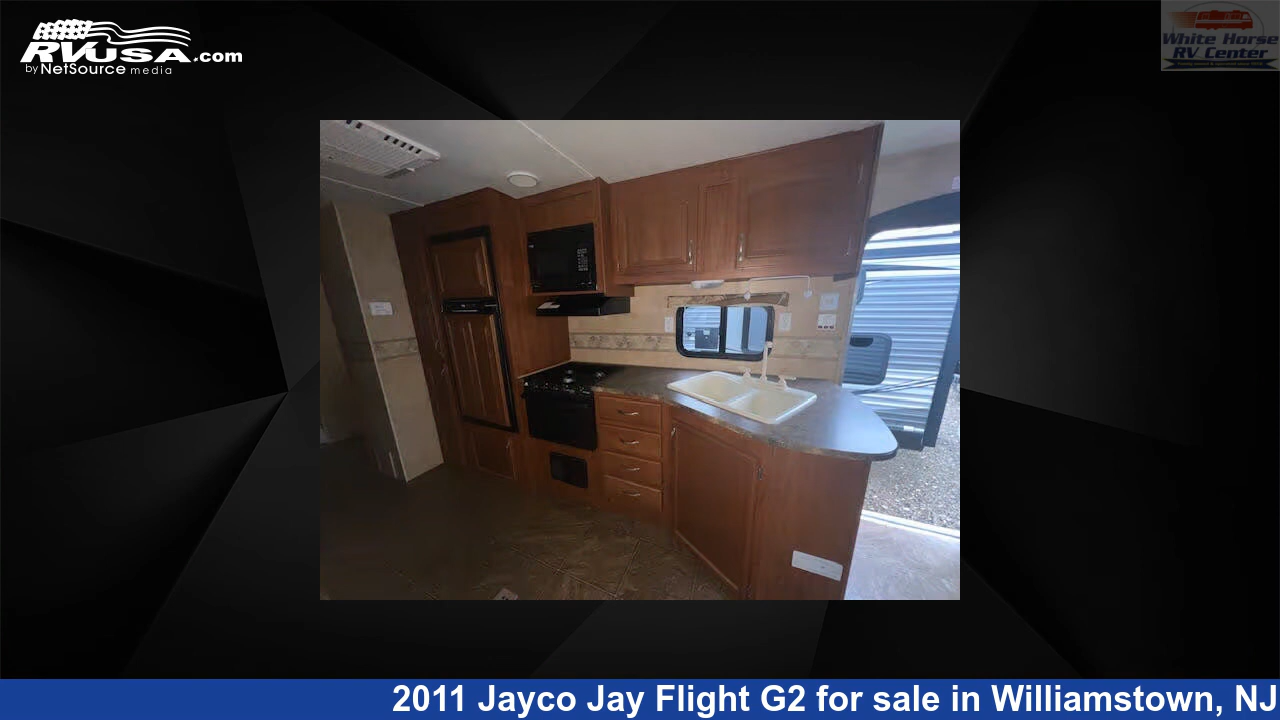 RVUSA.com
by NetSource media
White Horse
RV Center
2011 Jayco Jay Flight G2 for sale in Williamstown, NJ